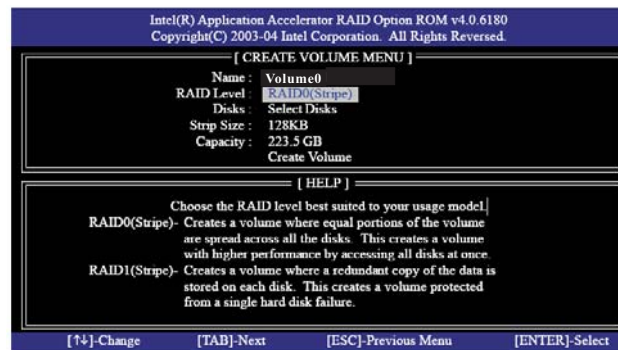 Intel(R) Application Accelerator RAID Option ROM v4.0.6180
Copyright(C) 2003-04 Intel Corporation. All Rights Reversed.
[ CREATE VOLUME MENU ]
Name : Volume0
RAID Level : RAID0(Stripe)
Disks : Select Disks
Strip Size : 128KB
Capacity : 223.5 GB
Create Volume
[ HELP ]
Choose the RAID level best suited to your usage model.
RAID0(Stripe)- Creates a volume where equal portions of the volume
are spread across all the disks. This creates a volume
with higher performance by accessing all disks at once.
RAID1(Stripe)- Creates a volume where a redundant copy of the data is
stored on each disk. This creates a volume protected
from a single hard disk failure.
[↑↓]-Change [TAB]-Next [ESC]-Previous Menu [ENTER]-Select